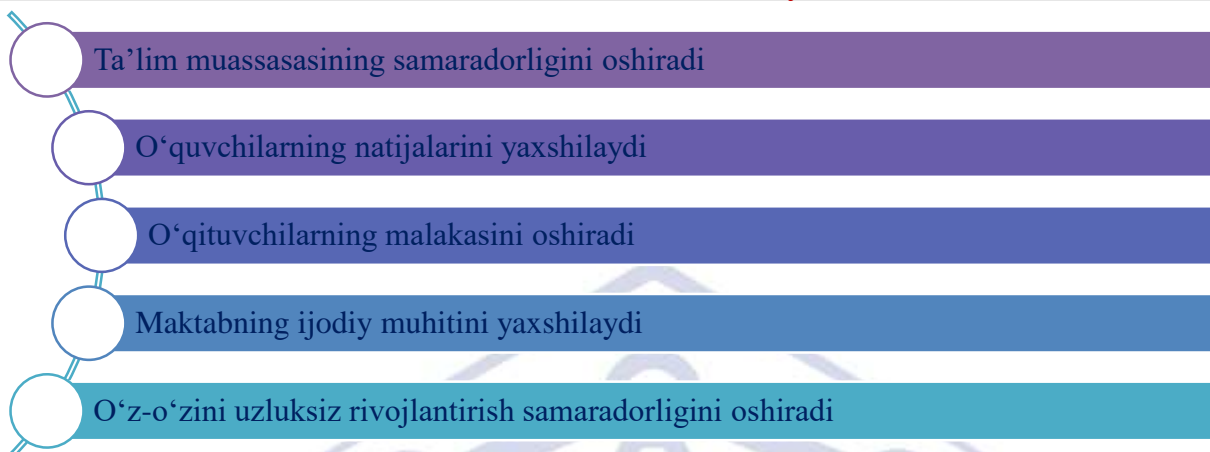 Ta’lim muassasasining samaradorligini oshiradi
O‘quvchilarning natijalarini yaxshilaydi
O‘qituvchilarning malakasini oshiradi
Maktabning ijodiy muhitini yaxshilaydi
O‘z-o‘zini uzluksiz rivojlantirish samaradorligini oshiradi